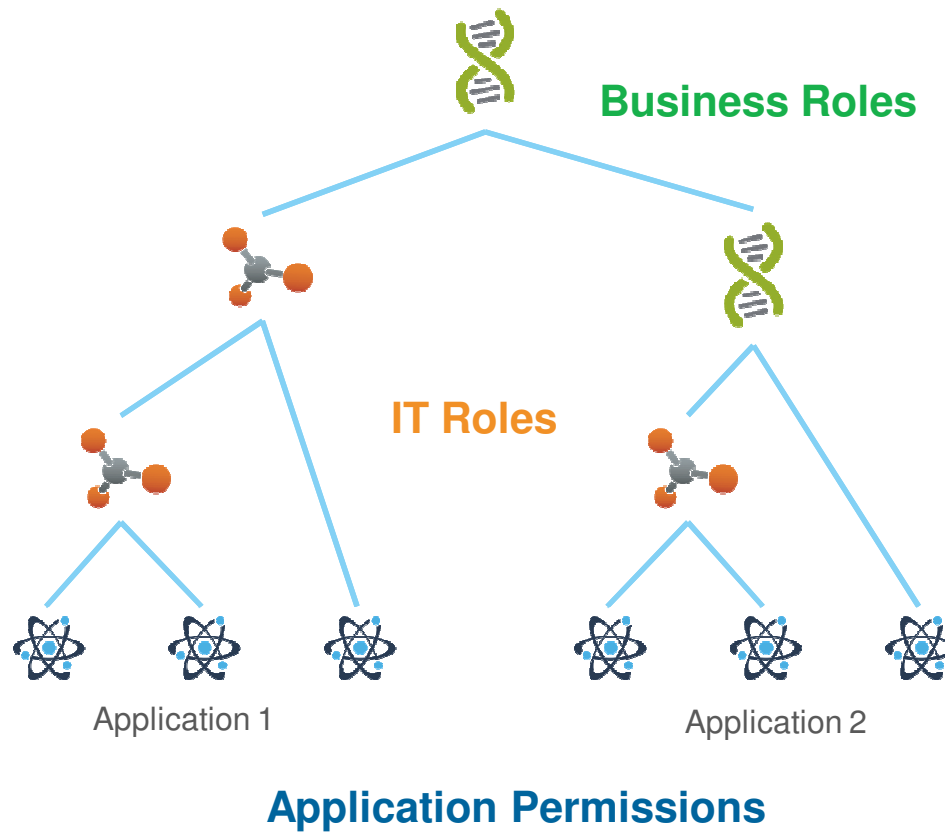 Business Roles
IT Roles
Application 1
Application 2
Application Permissions